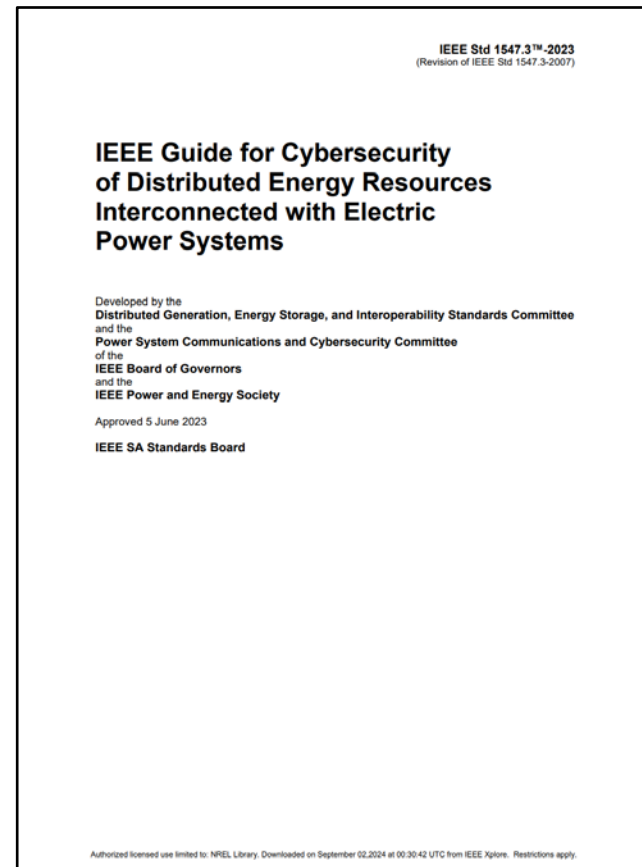 IEEE Std 1547.3™-2023
(Revision of IEEE Std 1547.3-2007)
IEEE Guide for Cybersecurity
of Distributed Energy Resources
Interconnected with Electric
Power Systems
Developed by the
Distributed Generation, Energy Storage, and Interoperability Standards Committee
and the
Power System Communications and Cybersecurity Committee
of the
IEEE Board of Governors
and the
IEEE Power and Energy Society
Approved 5 June 2023
IEEE SA Standards Board
Authorized licensed use limited to: NREL Library. Downloaded on September 02,2024 at 00:30:42 UTC from IEEE Xplore. Restrictions apply.